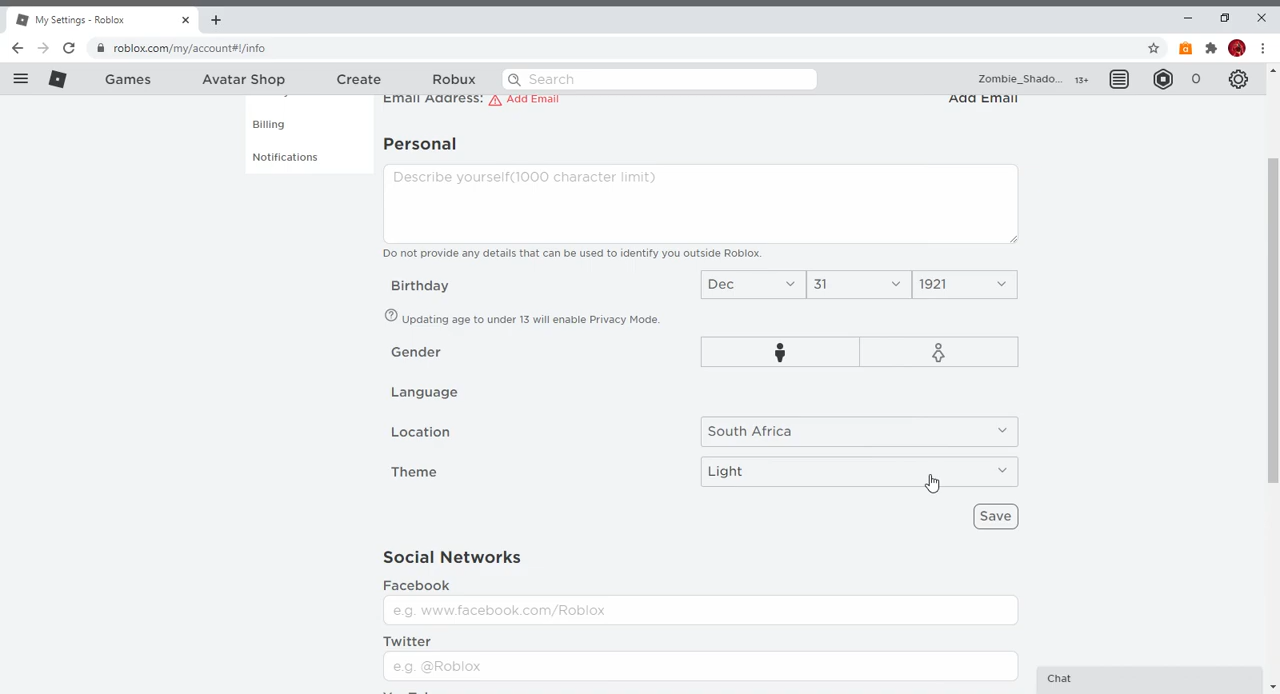 My Settings - Roblox
roblox.com/my/account#!/info
Games
Avatar Shop
Create
Robux
Search
Zombie_Shado...
13+
0
Email Address: Add Email
Add Email
Billing
Notifications
Personal
Describe yourself(1000 character limit)
Do not provide any details that can be used to identify you outside Roblox.
Birthday
Dec
31
1921
Updating age to under 13 will enable Privacy Mode.
Gender
Language
Location
South Africa
Theme
Light
Save
Social Networks
Facebook
e.g. www.facebook.com/Roblox
Twitter
e.g. @Roblox
Chat